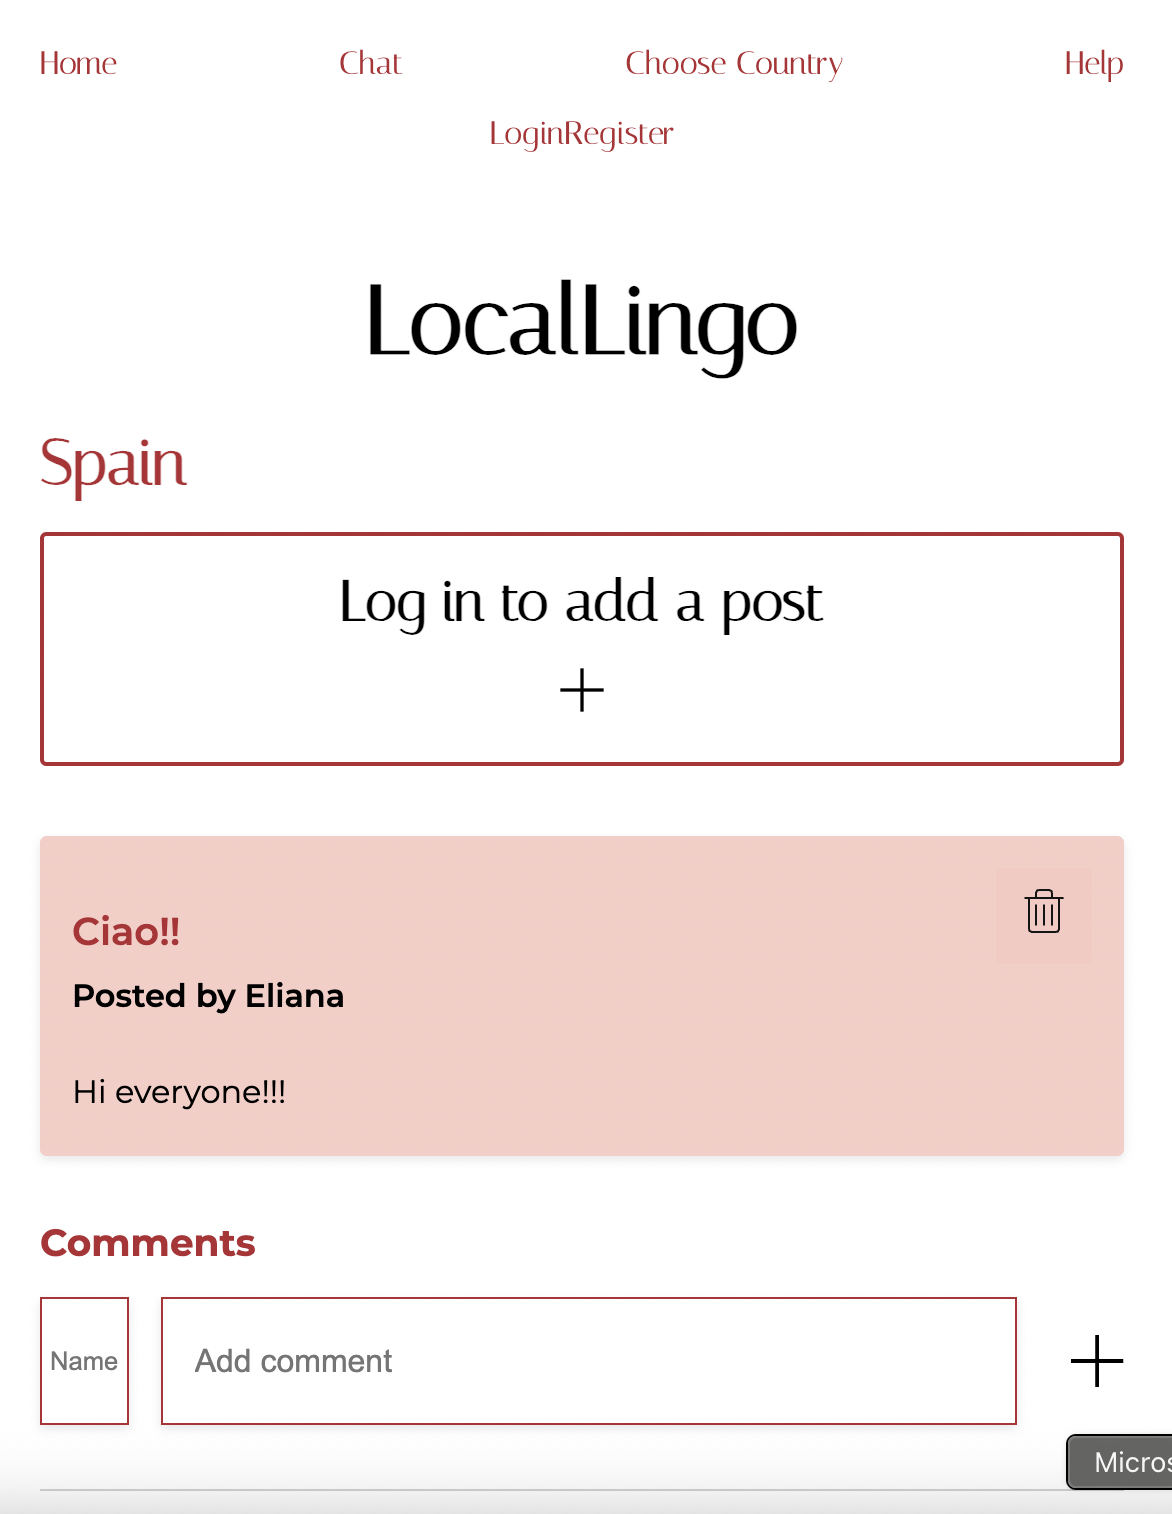 Home Chat Choose Country Help
LoginRegister
LocalLingo
Spain
Log in to add a post
Ciao!!
Posted by Eliana
Hi everyone!!!
Comments
Name Add comment
Micros